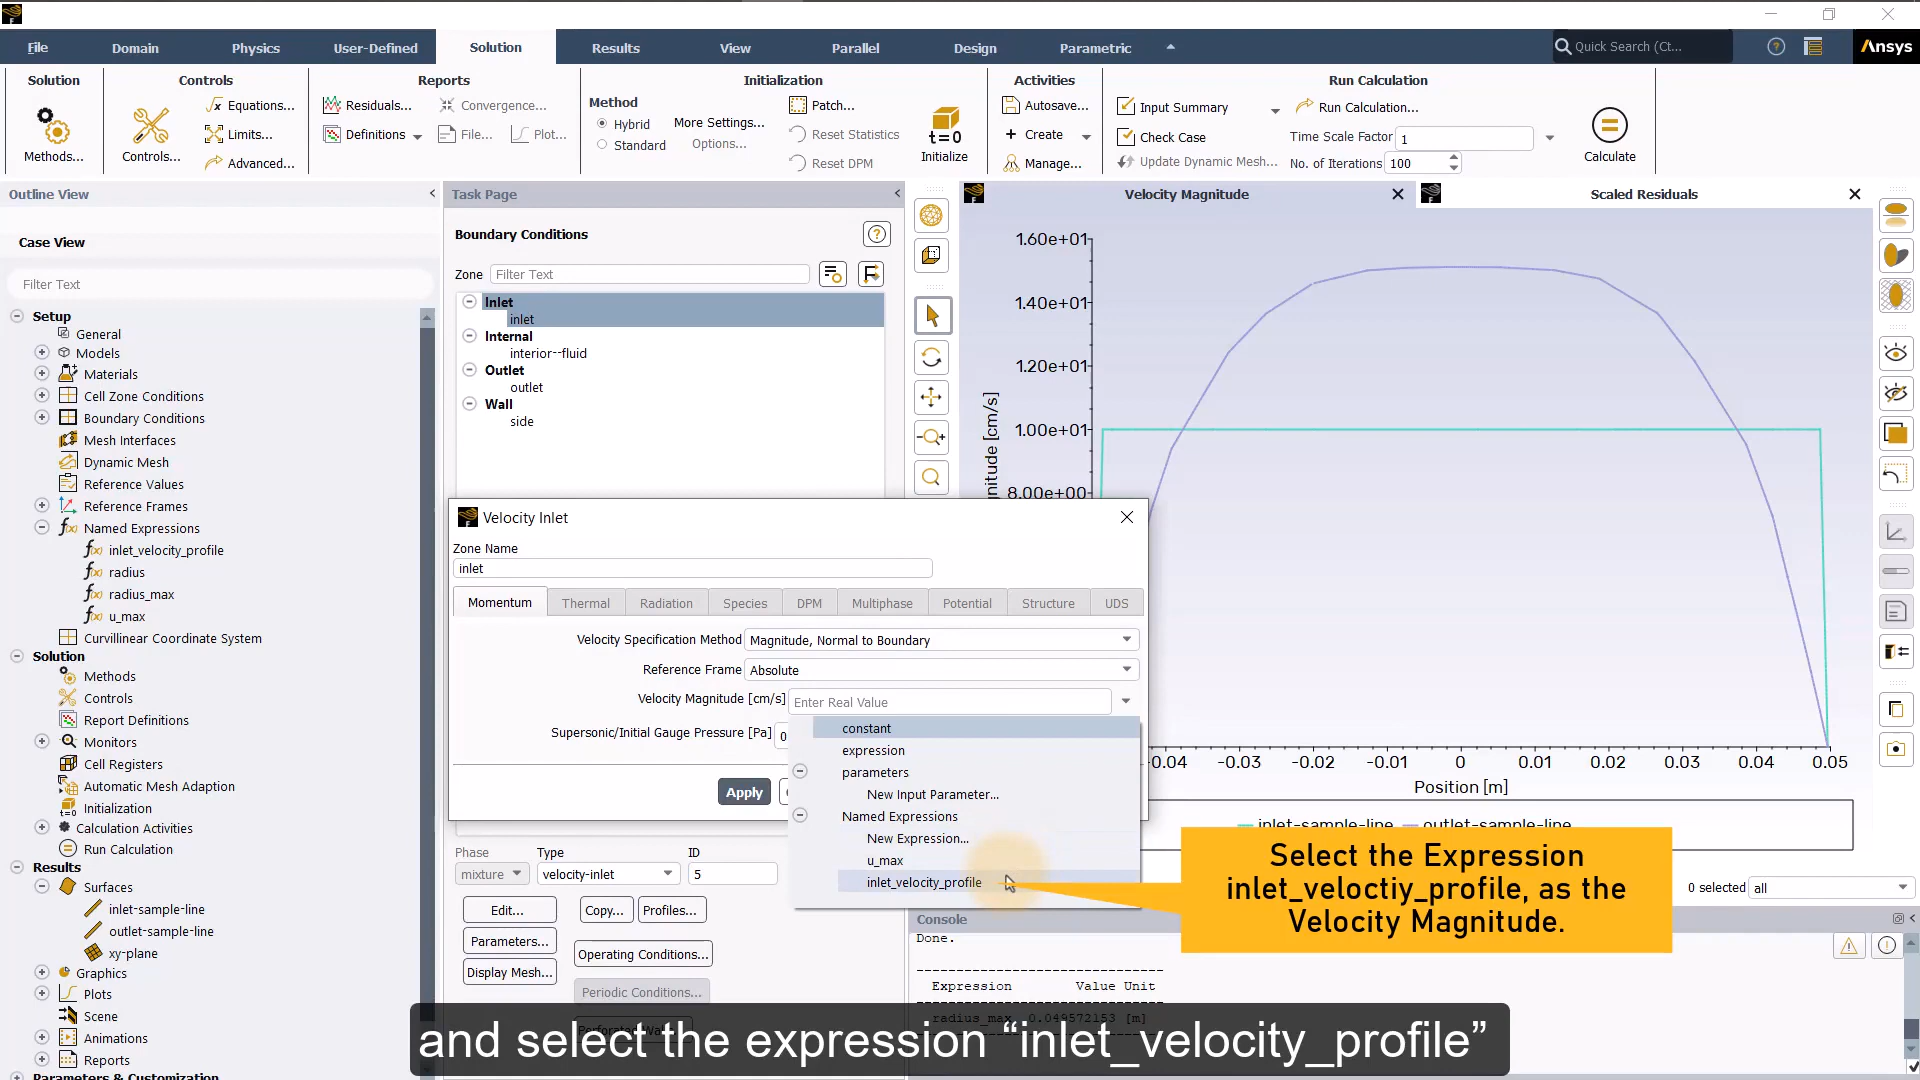 File
Domain
Physics
User-Defined
Solution
Results
View
Parallel
Design
Parametric
Quick Search (Ct...
Ansys
Solution
Methods...
Controls
Controls...
Equations...
Limits...
Advanced...
Reports
Residuals...
Convergence...
Definitions
File...
Plot...
Initialization
Method
Hybrid
Standard
More Settings...
Options...
Patch...
Reset Statistics
Reset DPM
t=0
Initialize
Activities
Autosave...
Create
Manage...
Run Calculation
Input Summary
Run Calculation...
Check Case
Time Scale Factor 1
Update Dynamic Mesh...
No. of Iterations 100
Calculate
Outline View
Case View
Filter Text
Setup
General
Models
Materials
Cell Zone Conditions
Boundary Conditions
Mesh Interfaces
Dynamic Mesh
Reference Values
Reference Frames
Named Expressions
inlet_velocity_profile
radius
radius_max
u_max
Curvillinear Coordinate System
Solution
Methods
Controls
Report Definitions
Monitors
Cell Registers
Automatic Mesh Adaption
Initialization
Calculation Activities
Run Calculation
Results
Surfaces
inlet-sample-line
outlet-sample-line
xy-plane
Graphics
Plots
Scene
Animations
Reports
Parameters & Customization
Task Page
Boundary Conditions
Zone Filter Text
Inlet
inlet
Internal
interior--fluid
Outlet
outlet
Wall
side
Velocity Inlet
Zone Name
inlet
Momentum
Thermal
Radiation
Species
DPM
Multiphase
Potential
Structure
UDS
Velocity Specification Method Magnitude, Normal to Boundary
Reference Frame Absolute
Velocity Magnitude [cm/s] Enter Real Value
Supersonic/Initial Gauge Pressure [Pa] 0
Apply
constant
expression
parameters
New Input Parameter...
Named Expressions
New Expression...
u_max
inlet_velocity_profile
Phase
mixture
Type
velocity-inlet
ID
5
Edit...
Copy...
Profiles...
Parameters...
Operating Conditions...
Display Mesh...
Periodic Conditions...
Velocity Magnitude
Scaled Residuals
1.60e+01
1.40e+01
1.20e+01
1.00e+01
8.00e+00
nitude [cm/s]
0.04
-0.03
-0.02
-0.01
0
0.01
0.02
0.03
0.04
0.05
Position [m]
inlet-sample-line
outlet-sample-line
0 selected all
Select the Expression
inlet_veloctiy_profile, as the
Velocity Magnitude.
Console
Done.
Expression Value Unit
radius_max 0.049572153 [m]
and select the expression “inlet_velocity_profile”